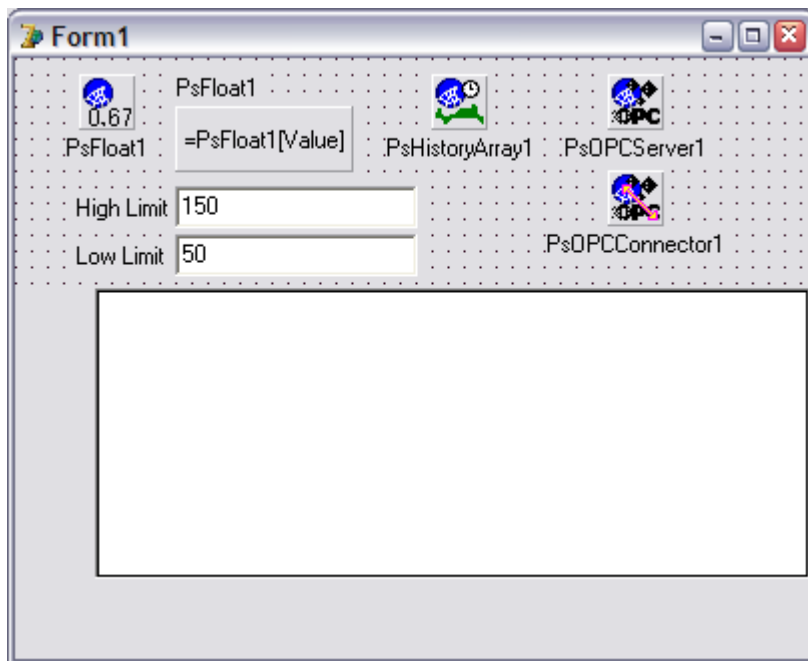 Form1
PsFloat1
0.67
OPC
PsFloat1
=PsFloat1[Value]
PsHistoryArray1
PsOPCServer1
High Limit 150
OPC
Low Limit 50
PsOPCConnector1